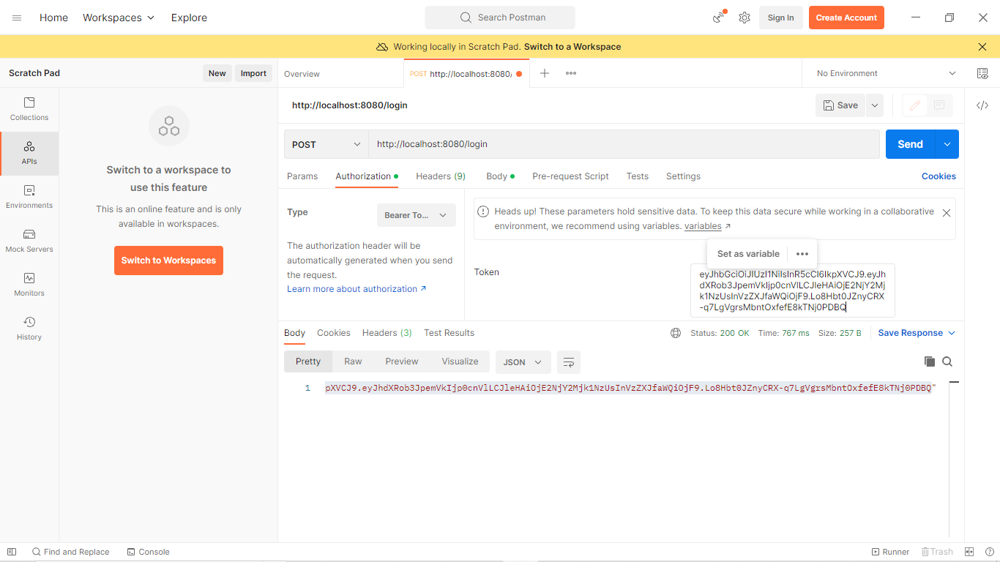 Home Workspaces Explore Search Postman Sign In Create Account
Working locally in Scratch Pad. Switch to a Workspace
Scratch Pad New Import Overview POST http://localhost:8080/ No Environment
http://localhost:8080/login Save
Collections
APIs
Environments
Mock Servers
Monitors
History
Switch to a workspace to
use this feature
This is an online feature and is only
available in workspaces.
Switch to Workspaces
POST http://localhost:8080/login Send
Params Authorization Headers (9) Body Pre-request Script Tests Settings Cookies
Type Bearer To...
The authorization header will be
automatically generated when you send
the request.
Learn more about authorization ↗
Heads up! These parameters hold sensitive data. To keep this data secure while working in a collaborative
environment, we recommend using variables. variables ↗
Set as variable
Token
eyJhbGciOiJIUzI1NiIsInR5cCI6IkpXVCJ9.eyJh
dXRob3JpemVkIjp0cnVlLCJleHAiOjE2NjY2Mj
k1NzUsInVzZXJfaWQiOjF9.Lo8Hbt0JZnyCRX
-q7LgVgrsMbntOxfefE8kTNj0PDBQ
Body Cookies Headers (3) Test Results Status: 200 OK Time: 767 ms Size: 257 B Save Response
Pretty Raw Preview Visualize JSON
1 pXVCJ9.eyJhdXRob3JpemVkIjp0cnVlLCJleHAiOjE2NjY2Mjk1NzUsInVzZXJfaWQiOjF9.Lo8Hbt0JZnyCRX-q7LgVgrsMbntOxfefE8kTNj0PDBQ"
Find and Replace Console Runner Trash